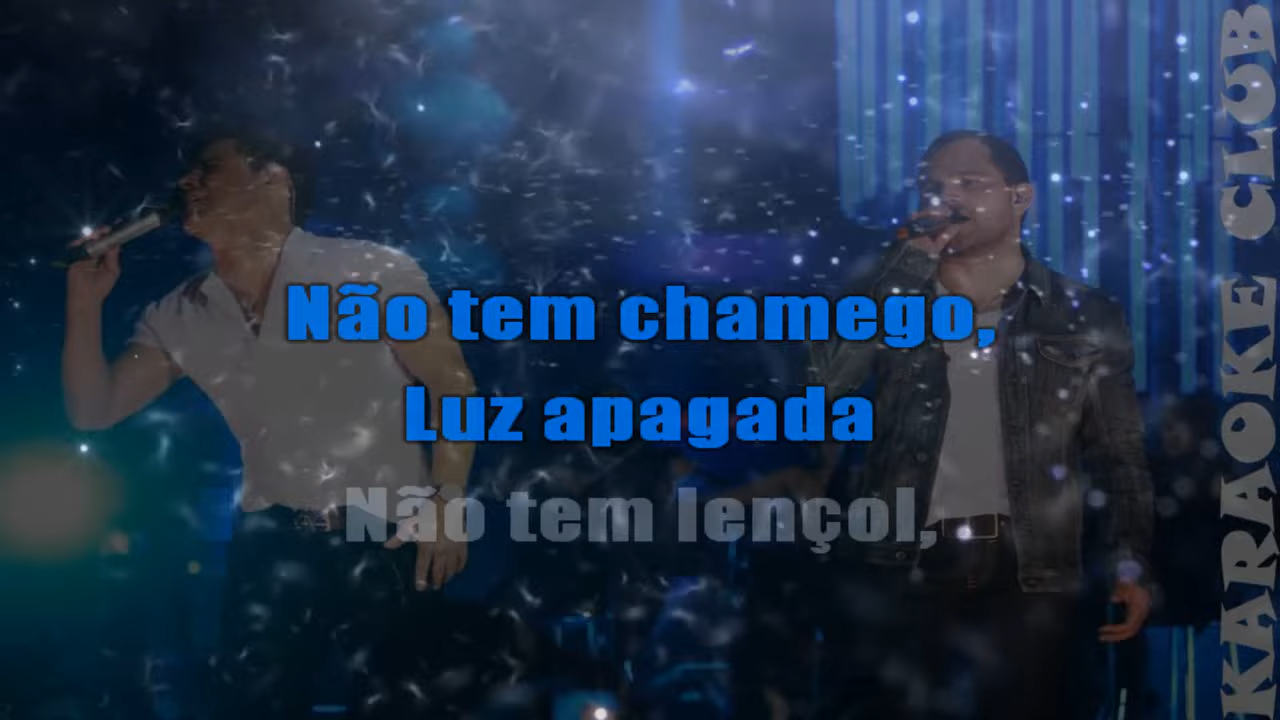 Não tem chamego,
Luz apagada
Não tem lençol,
KARAOKE CLUB